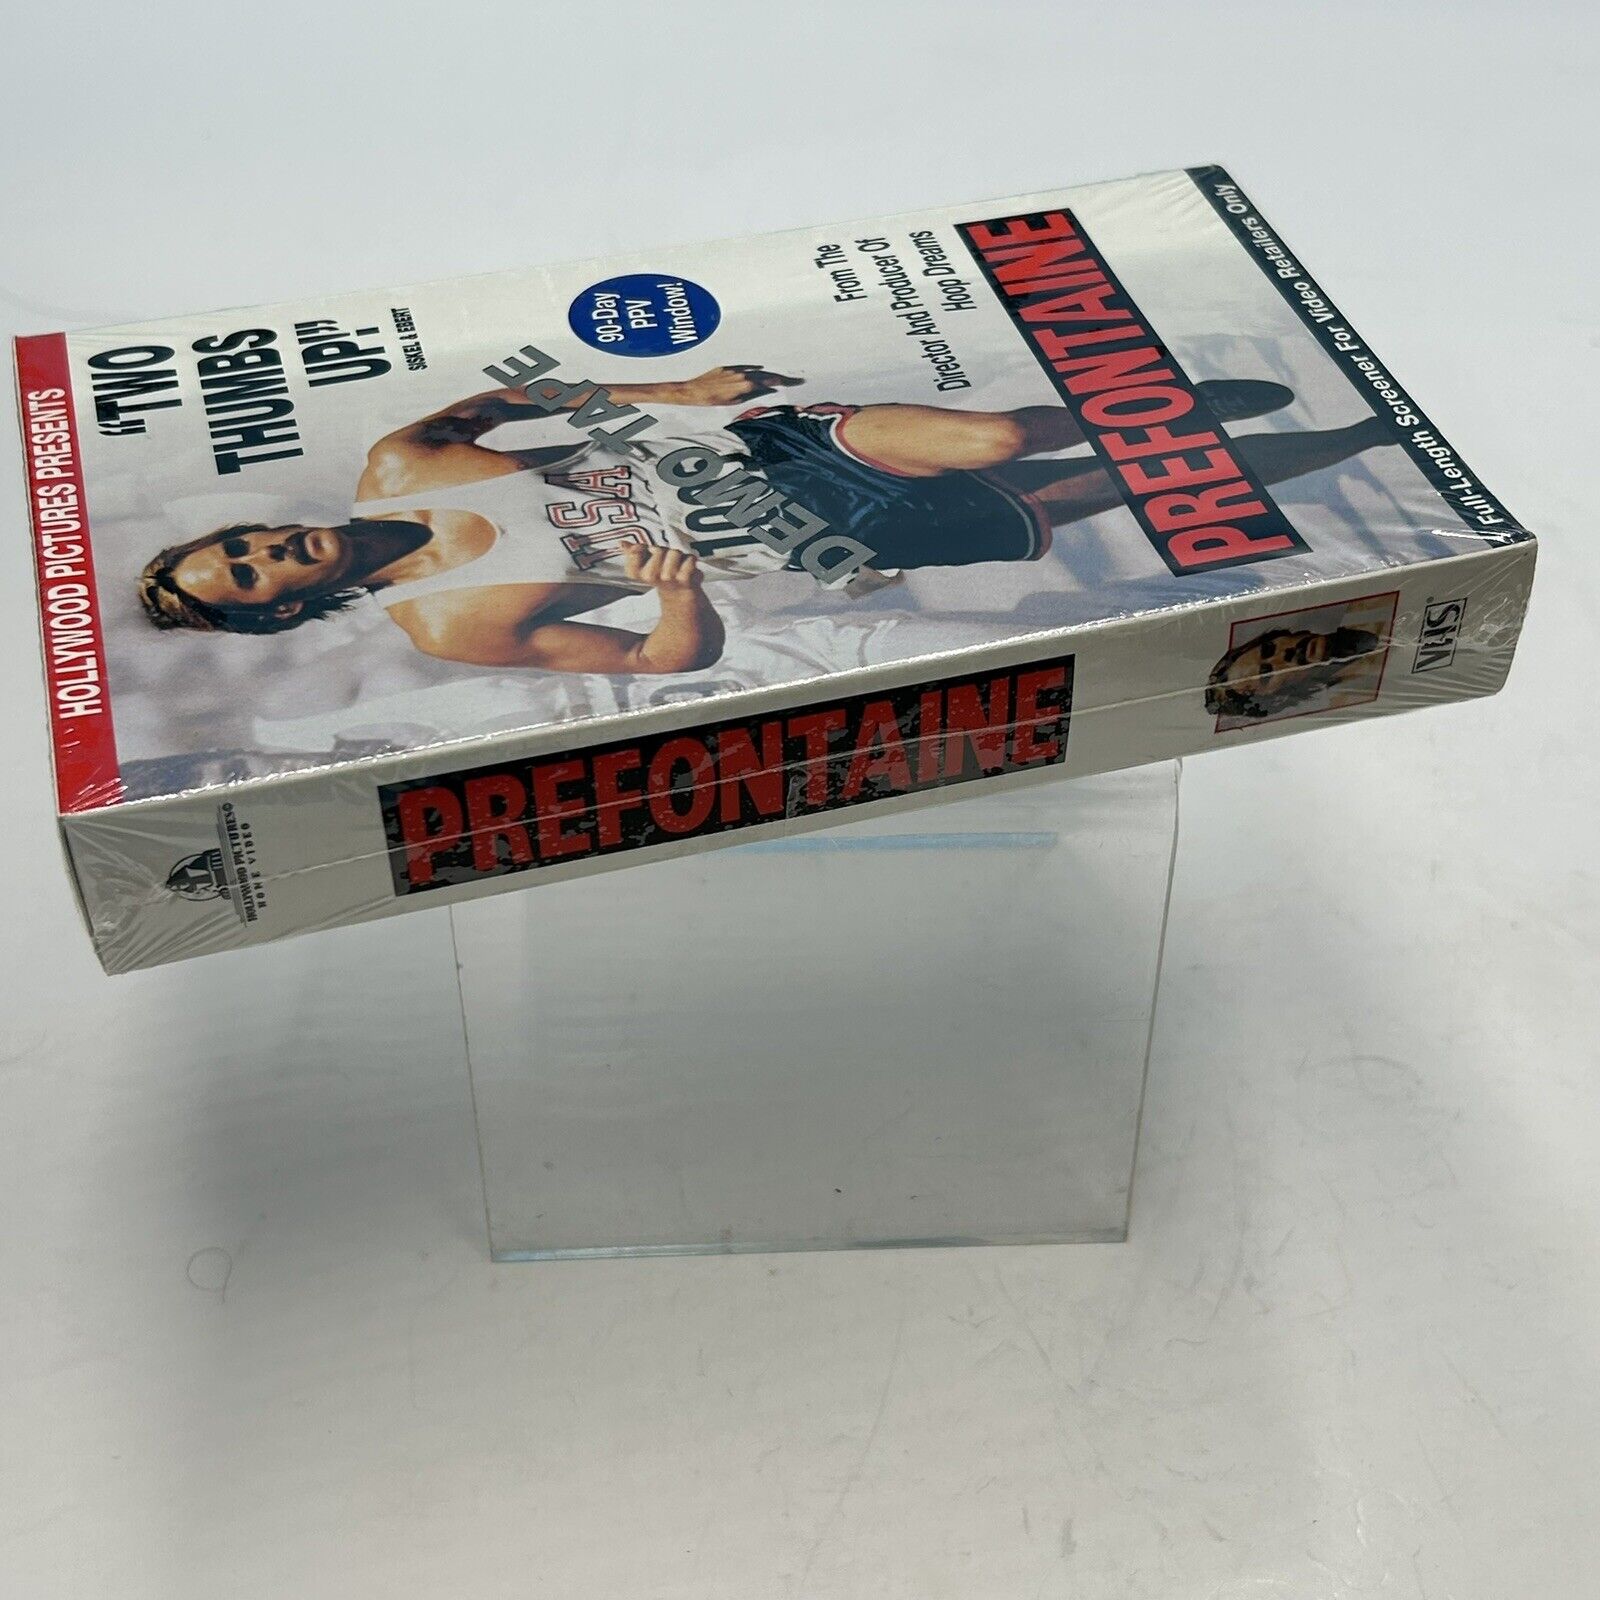 HOLLYWOOD PICTURES PRESENTS
“TWO
THUMBS
UP!”
SISKEL & EBERT
90-Day
PPV
Window!
DEMO TAPE
USA
From The
Director And Producer Of
Hoop Dreams
PREFONTAINE
Full-Length Screener For Video Retailers Only
HOLLYWOOD PICTURES®
HOME VIDEO
PREFONTAINE
VHS®